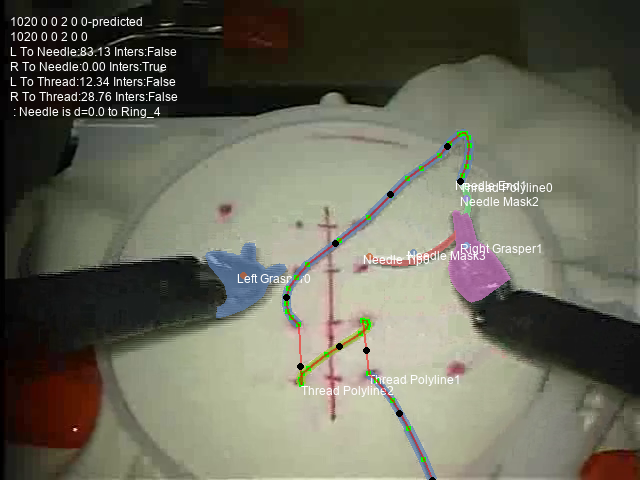 1020 0 0 2 0 0-predicted
1020 0 0 2 0 0
L To Needle:83.13 Inters:False
R To Needle:0.00 Inters:True
L To Thread:12.34 Inters:False
R To Thread:28.76 Inters:False
: Needle is d=0.0 to Ring_4
Needle End1
Thread Polyline0
Needle Mask2
Right Grasper1
Needle Mask3
Needle Tip0
Left Grasper0
Thread Polyline1
Thread Polyline2